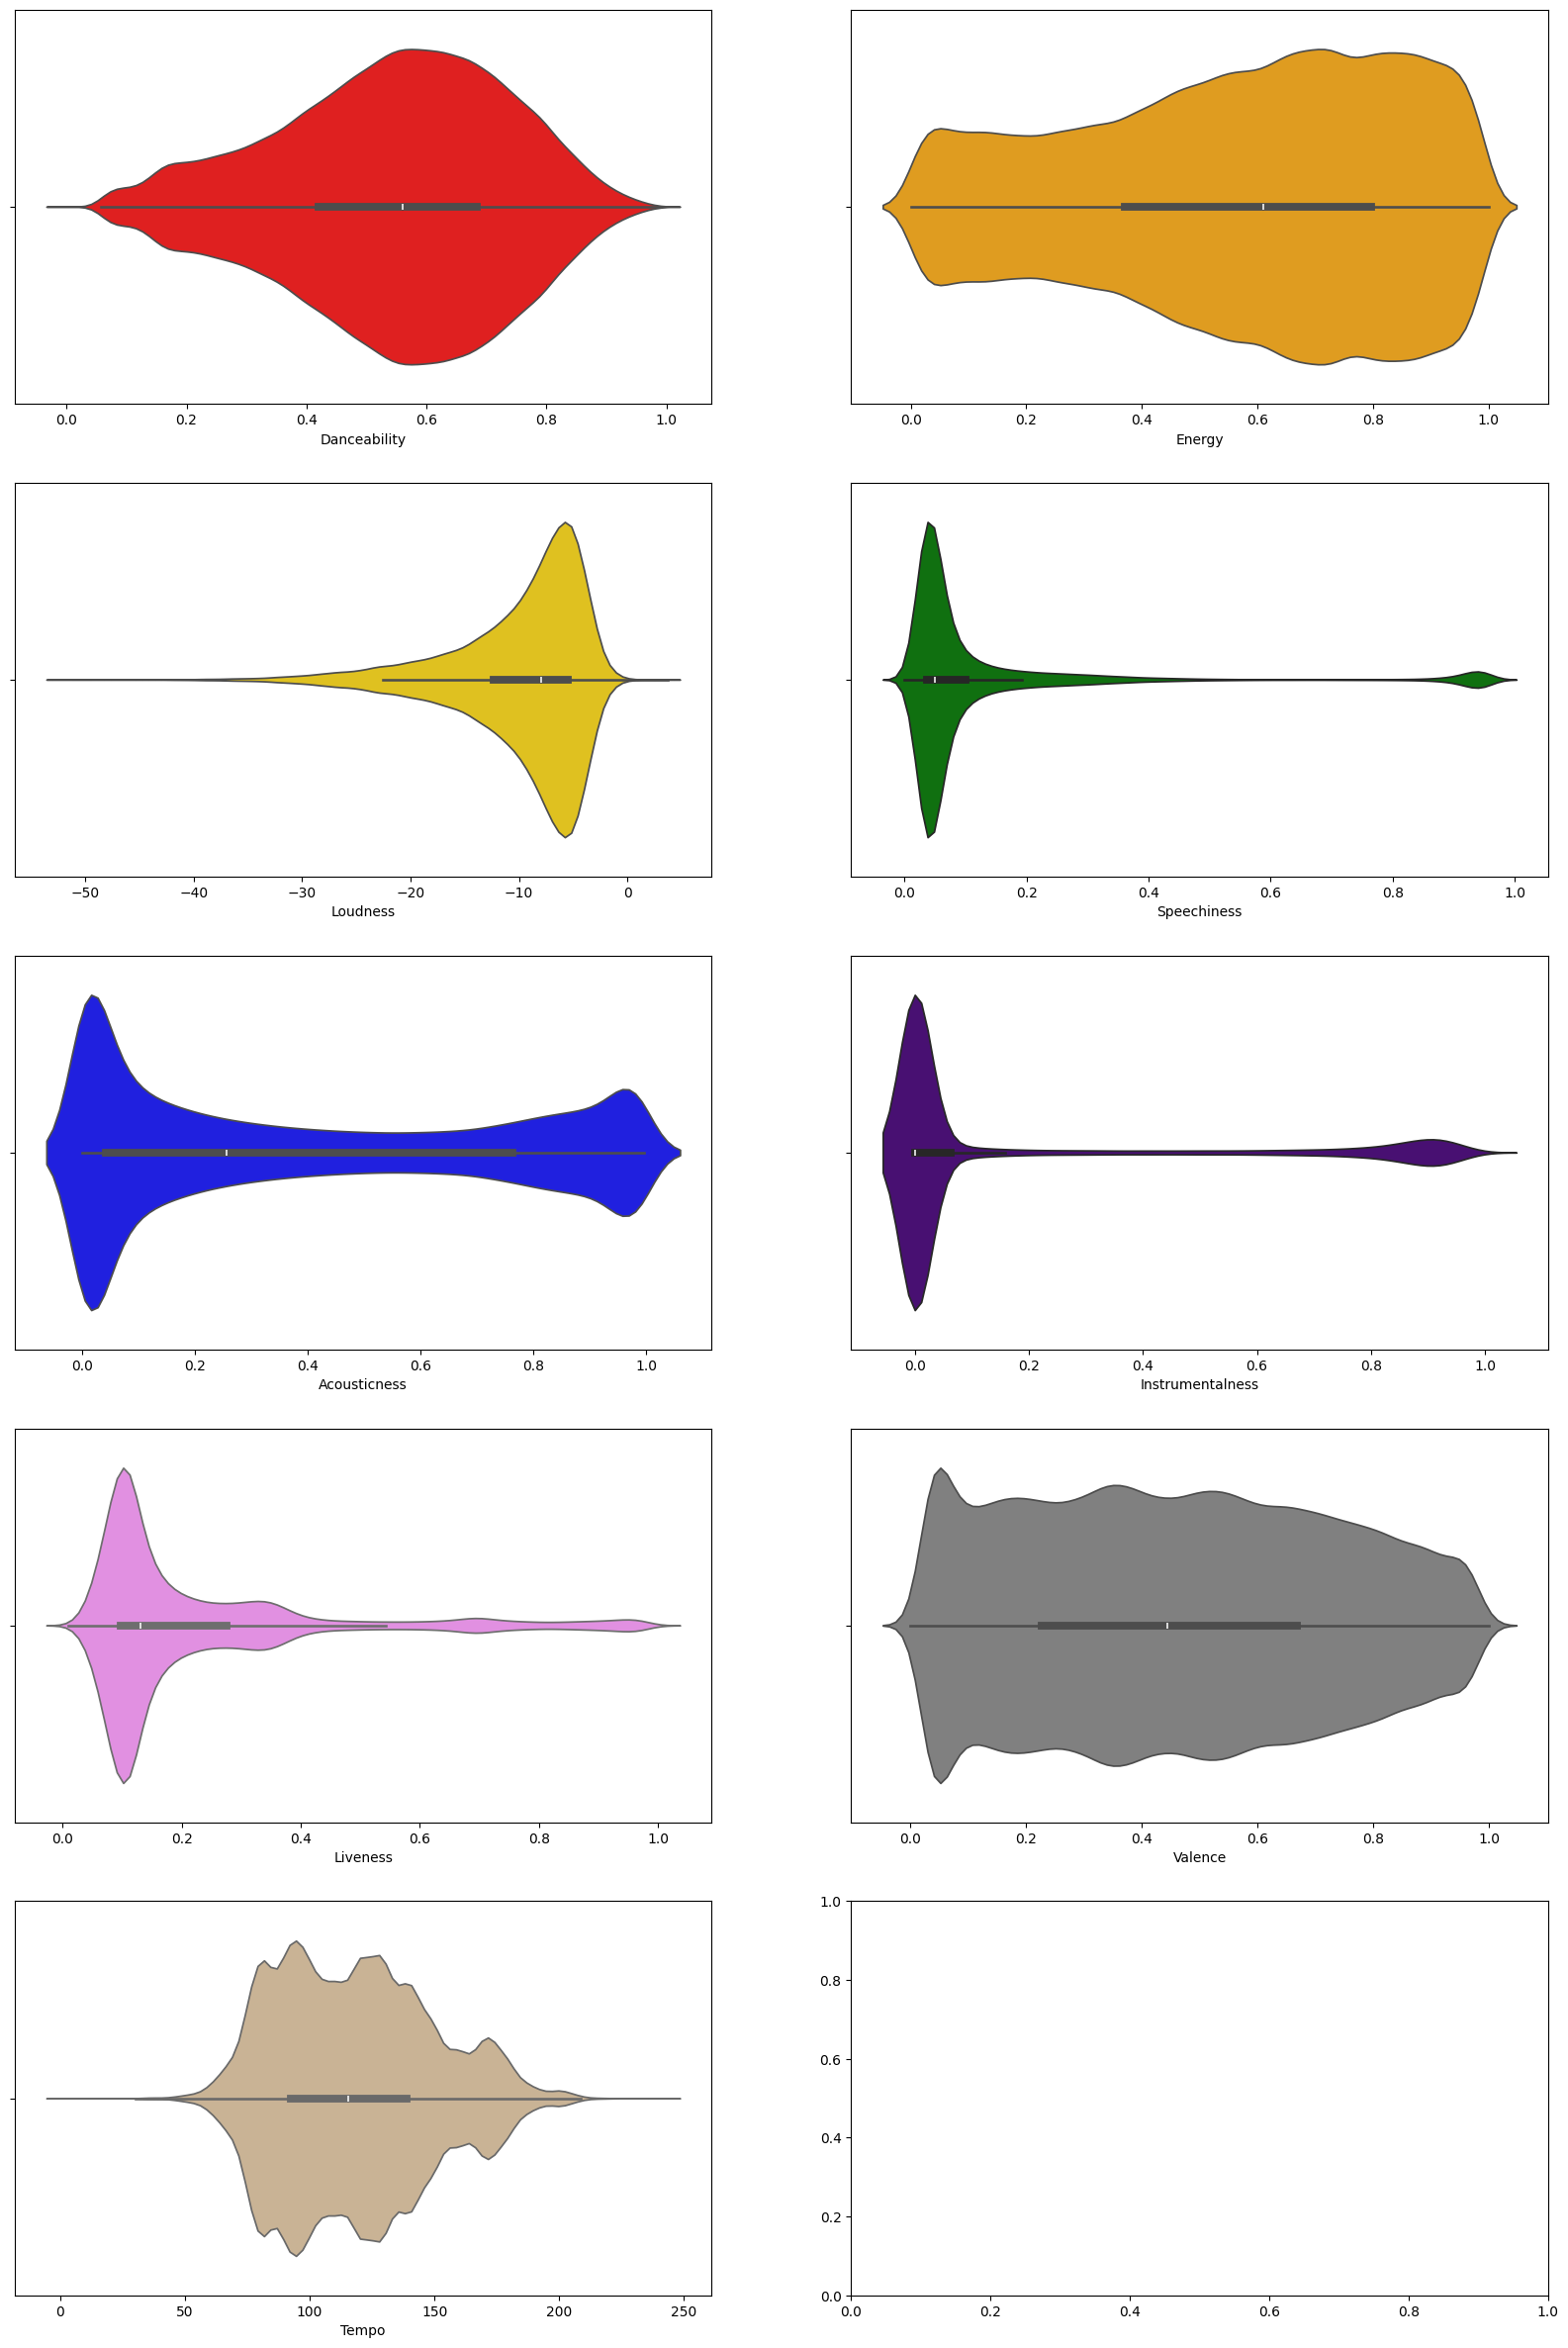 0.0 0.2 0.4 0.6 0.8 1.0
Danceability
0.0 0.2 0.4 0.6 0.8 1.0
Energy
−50 −40 −30 −20 −10 0
Loudness
0.0 0.2 0.4 0.6 0.8 1.0
Speechiness
0.0 0.2 0.4 0.6 0.8 1.0
Acousticness
0.0 0.2 0.4 0.6 0.8 1.0
Instrumentalness
0.0 0.2 0.4 0.6 0.8 1.0
Liveness
0.0 0.2 0.4 0.6 0.8 1.0
Valence
0 50 100 150 200 250
Tempo
1.0
0.8
0.6
0.4
0.2
0.0
0.0 0.2 0.4 0.6 0.8 1.0